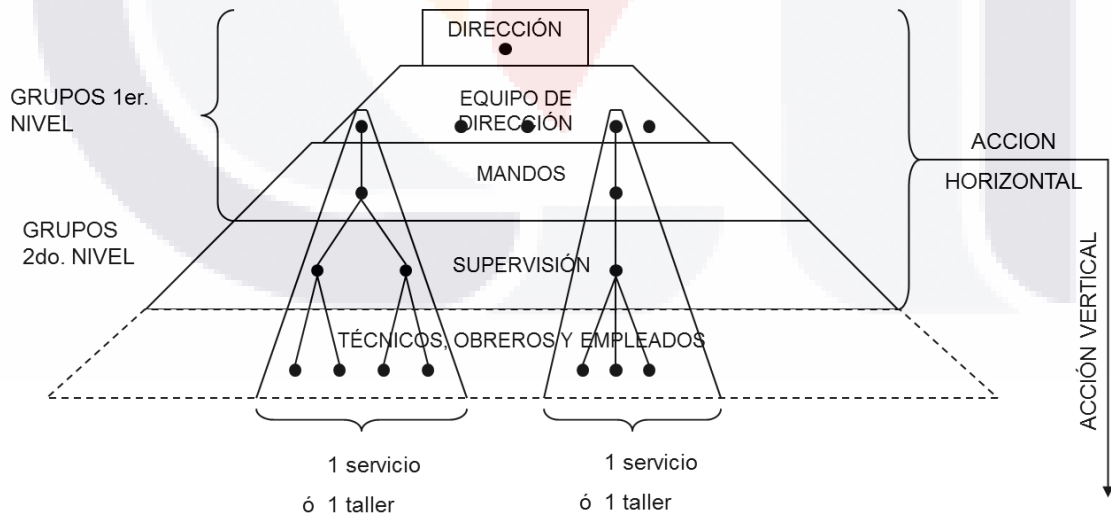 DIRECCIÓN
GRUPOS 1er.
NIVEL
EQUIPO DE
DIRECCIÓN
ACCION
HORIZONTAL
MANDOS
GRUPOS
2do. NIVEL
SUPERVISIÓN
TÉCNICOS, OBREROS Y EMPLEADOS
ACCIÓN VERTICAL
1 servicio
ó 1 taller
1 servicio
ó 1 taller